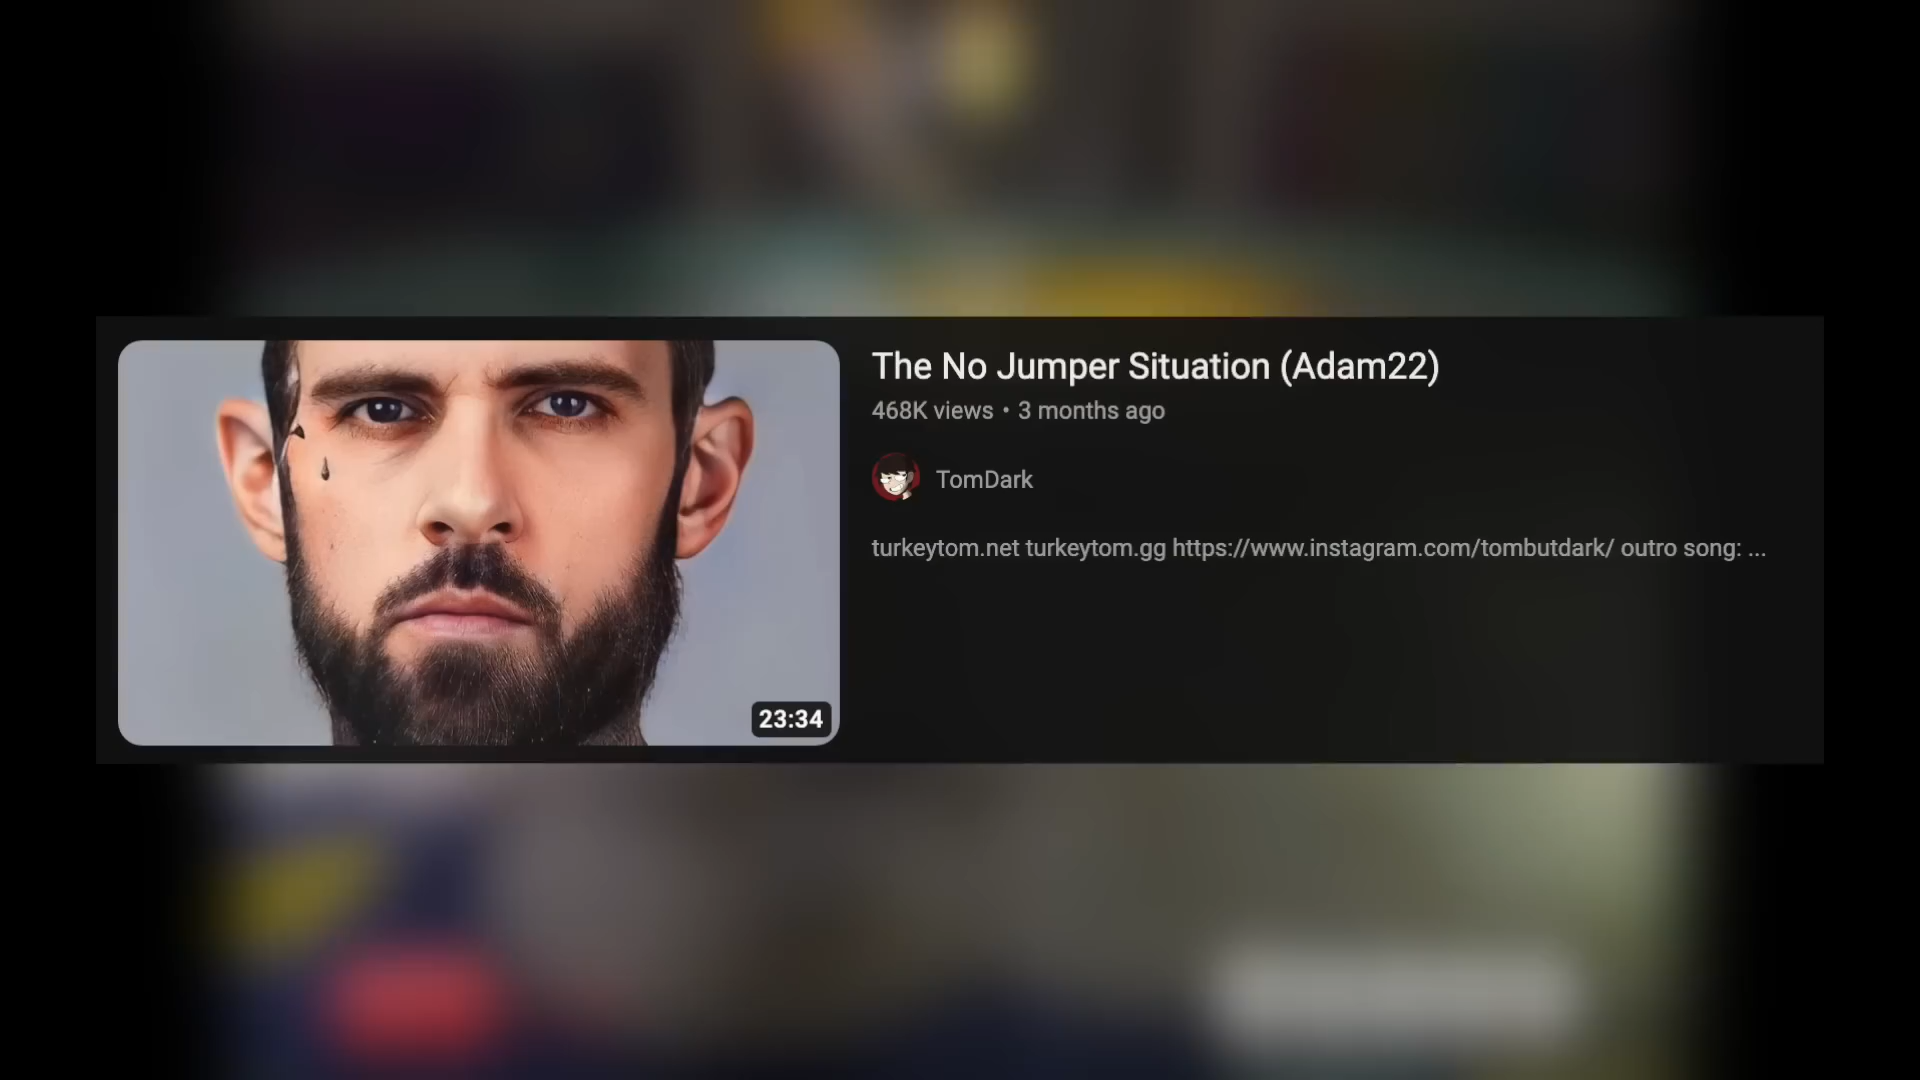 The No Jumper Situation (Adam22)
468K views • 3 months ago
TomDark
turkeytom.net turkeytom.gg https://www.instagram.com/tombutdark/ outro song: ...
23:34